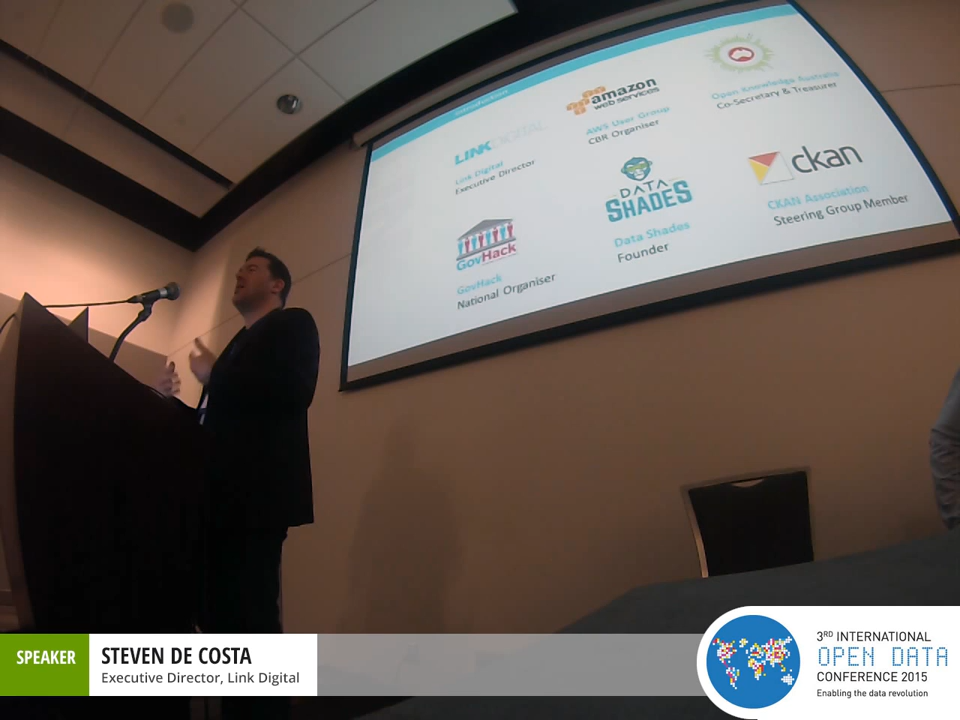 LINKDIGITAL
Link Digital
Executive Director
amazon
web services
AWS User Group
CBR Organiser
Open Knowledge Australia
Co-Secretary & Treasurer
GovHack
GovHack
National Organiser
DATA
SHADES
Data Shades
Founder
ckan
CKAN Association
Steering Group Member
SPEAKER
STEVEN DE COSTA
Executive Director, Link Digital
3RD INTERNATIONAL
OPEN DATA
CONFERENCE 2015
Enabling the data revolution